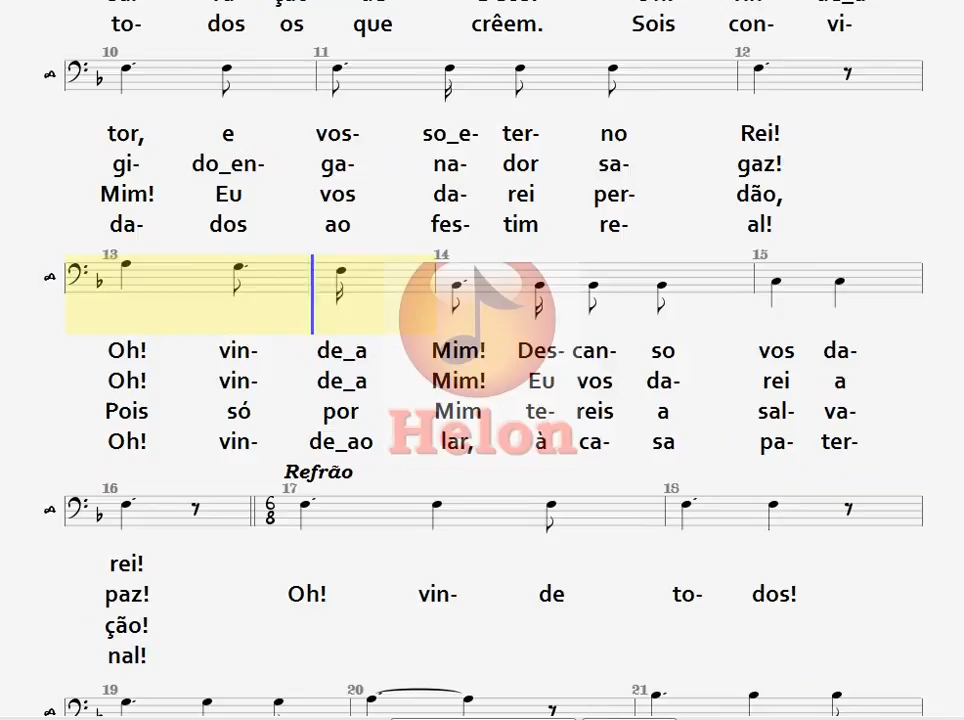 to- dos os que crêem. Sois con- vi-
10 11 12
tor, e vos- so_e- ter- no Rei!
gi- do_en- ga- na- dor sa- gaz!
Mim! Eu vos da- rei per- dão,
da- dos ao fes- tim re- al!
13 14 15
Oh! vin- de_a Mim! Des- can- so vos da-
Oh! vin- de_a Mim! Eu vos da- rei a
Pois só por Mim te- reis a sal- va-
Oh! vin- de_ao lar, à ca- sa pa- ter-
Helon
Refrão
16 17 18
6
8
rei!
paz! Oh! vin- de to- dos!
ção!
nal!
19 20 21